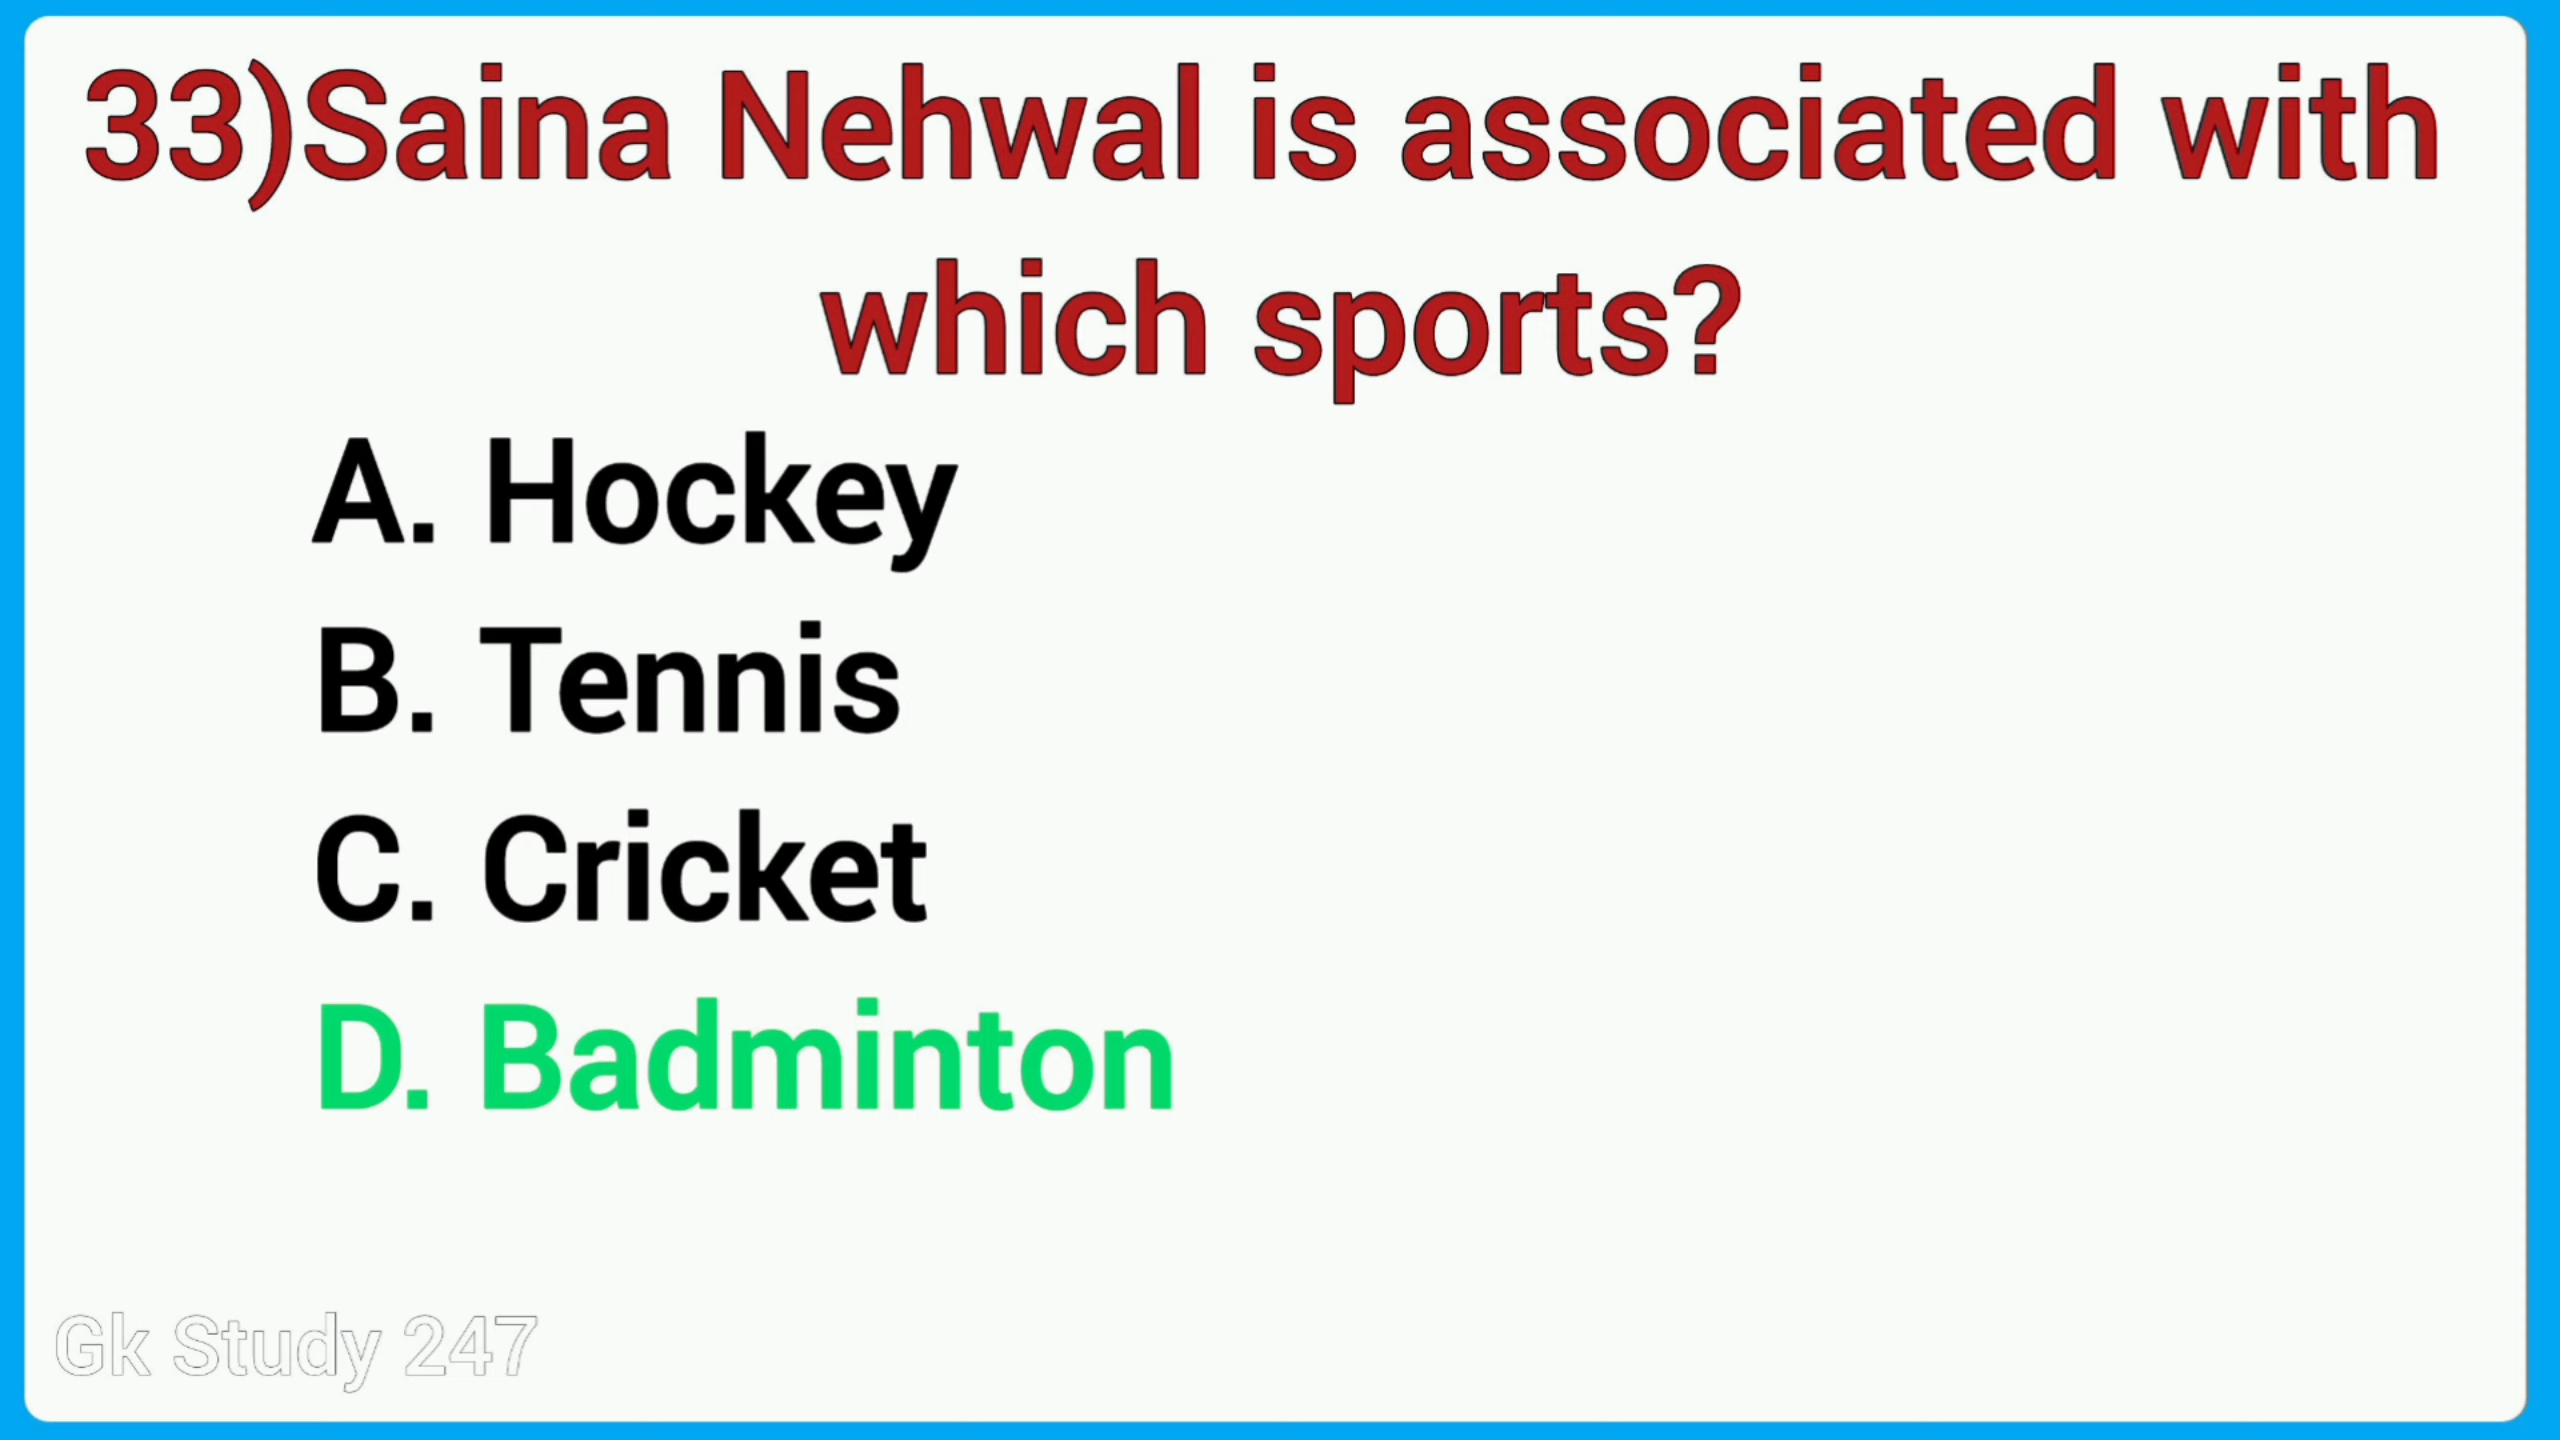 33)Saina Nehwal is associated with
which sports?
A. Hockey
B. Tennis
C. Cricket
D. Badminton
Gk Study 247